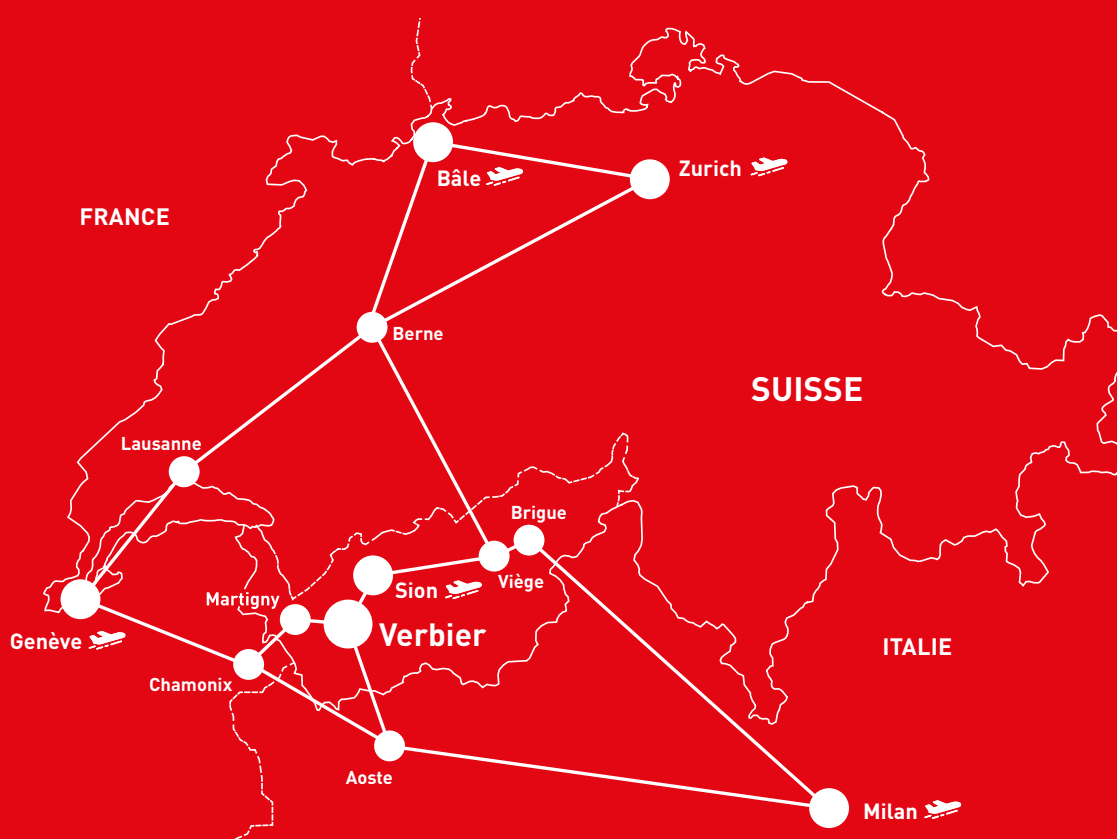 Bâle
Zurich
FRANCE
Berne
SUISSE
Lausanne
Brigue
Viège
Sion
Martigny
Verbier
Genève
ITALIE
Chamonix
Aoste
Milan